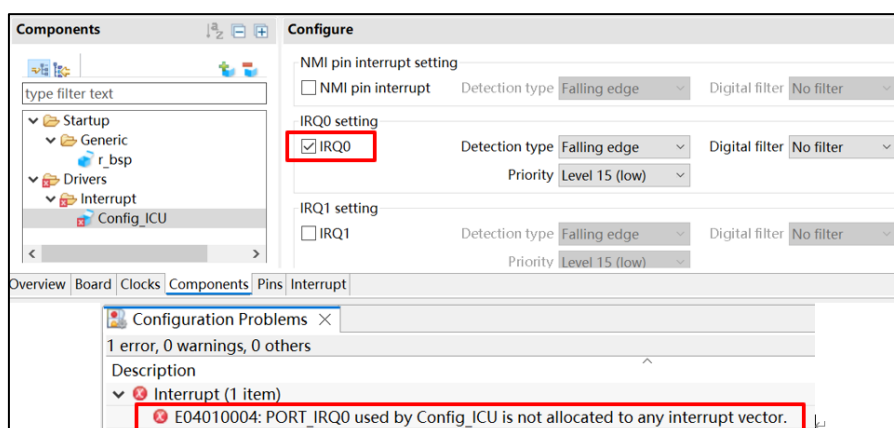 Components
Configure
type filter text
Startup
Generic
r_bsp
Drivers
Interrupt
Config_ICU
NMI pin interrupt setting
NMI pin interrupt Detection type Falling edge Digital filter No filter
IRQ0 setting
IRQ0 Detection type Falling edge Digital filter No filter
Priority Level 15 (low)
IRQ1 setting
IRQ1 Detection type Falling edge Digital filter No filter
Priority Level 15 (low)
Overview Board Clocks Components Pins Interrupt
Configuration Problems
1 error, 0 warnings, 0 others
Description
Interrupt (1 item)
E04010004: PORT_IRQ0 used by Config_ICU is not allocated to any interrupt vector.